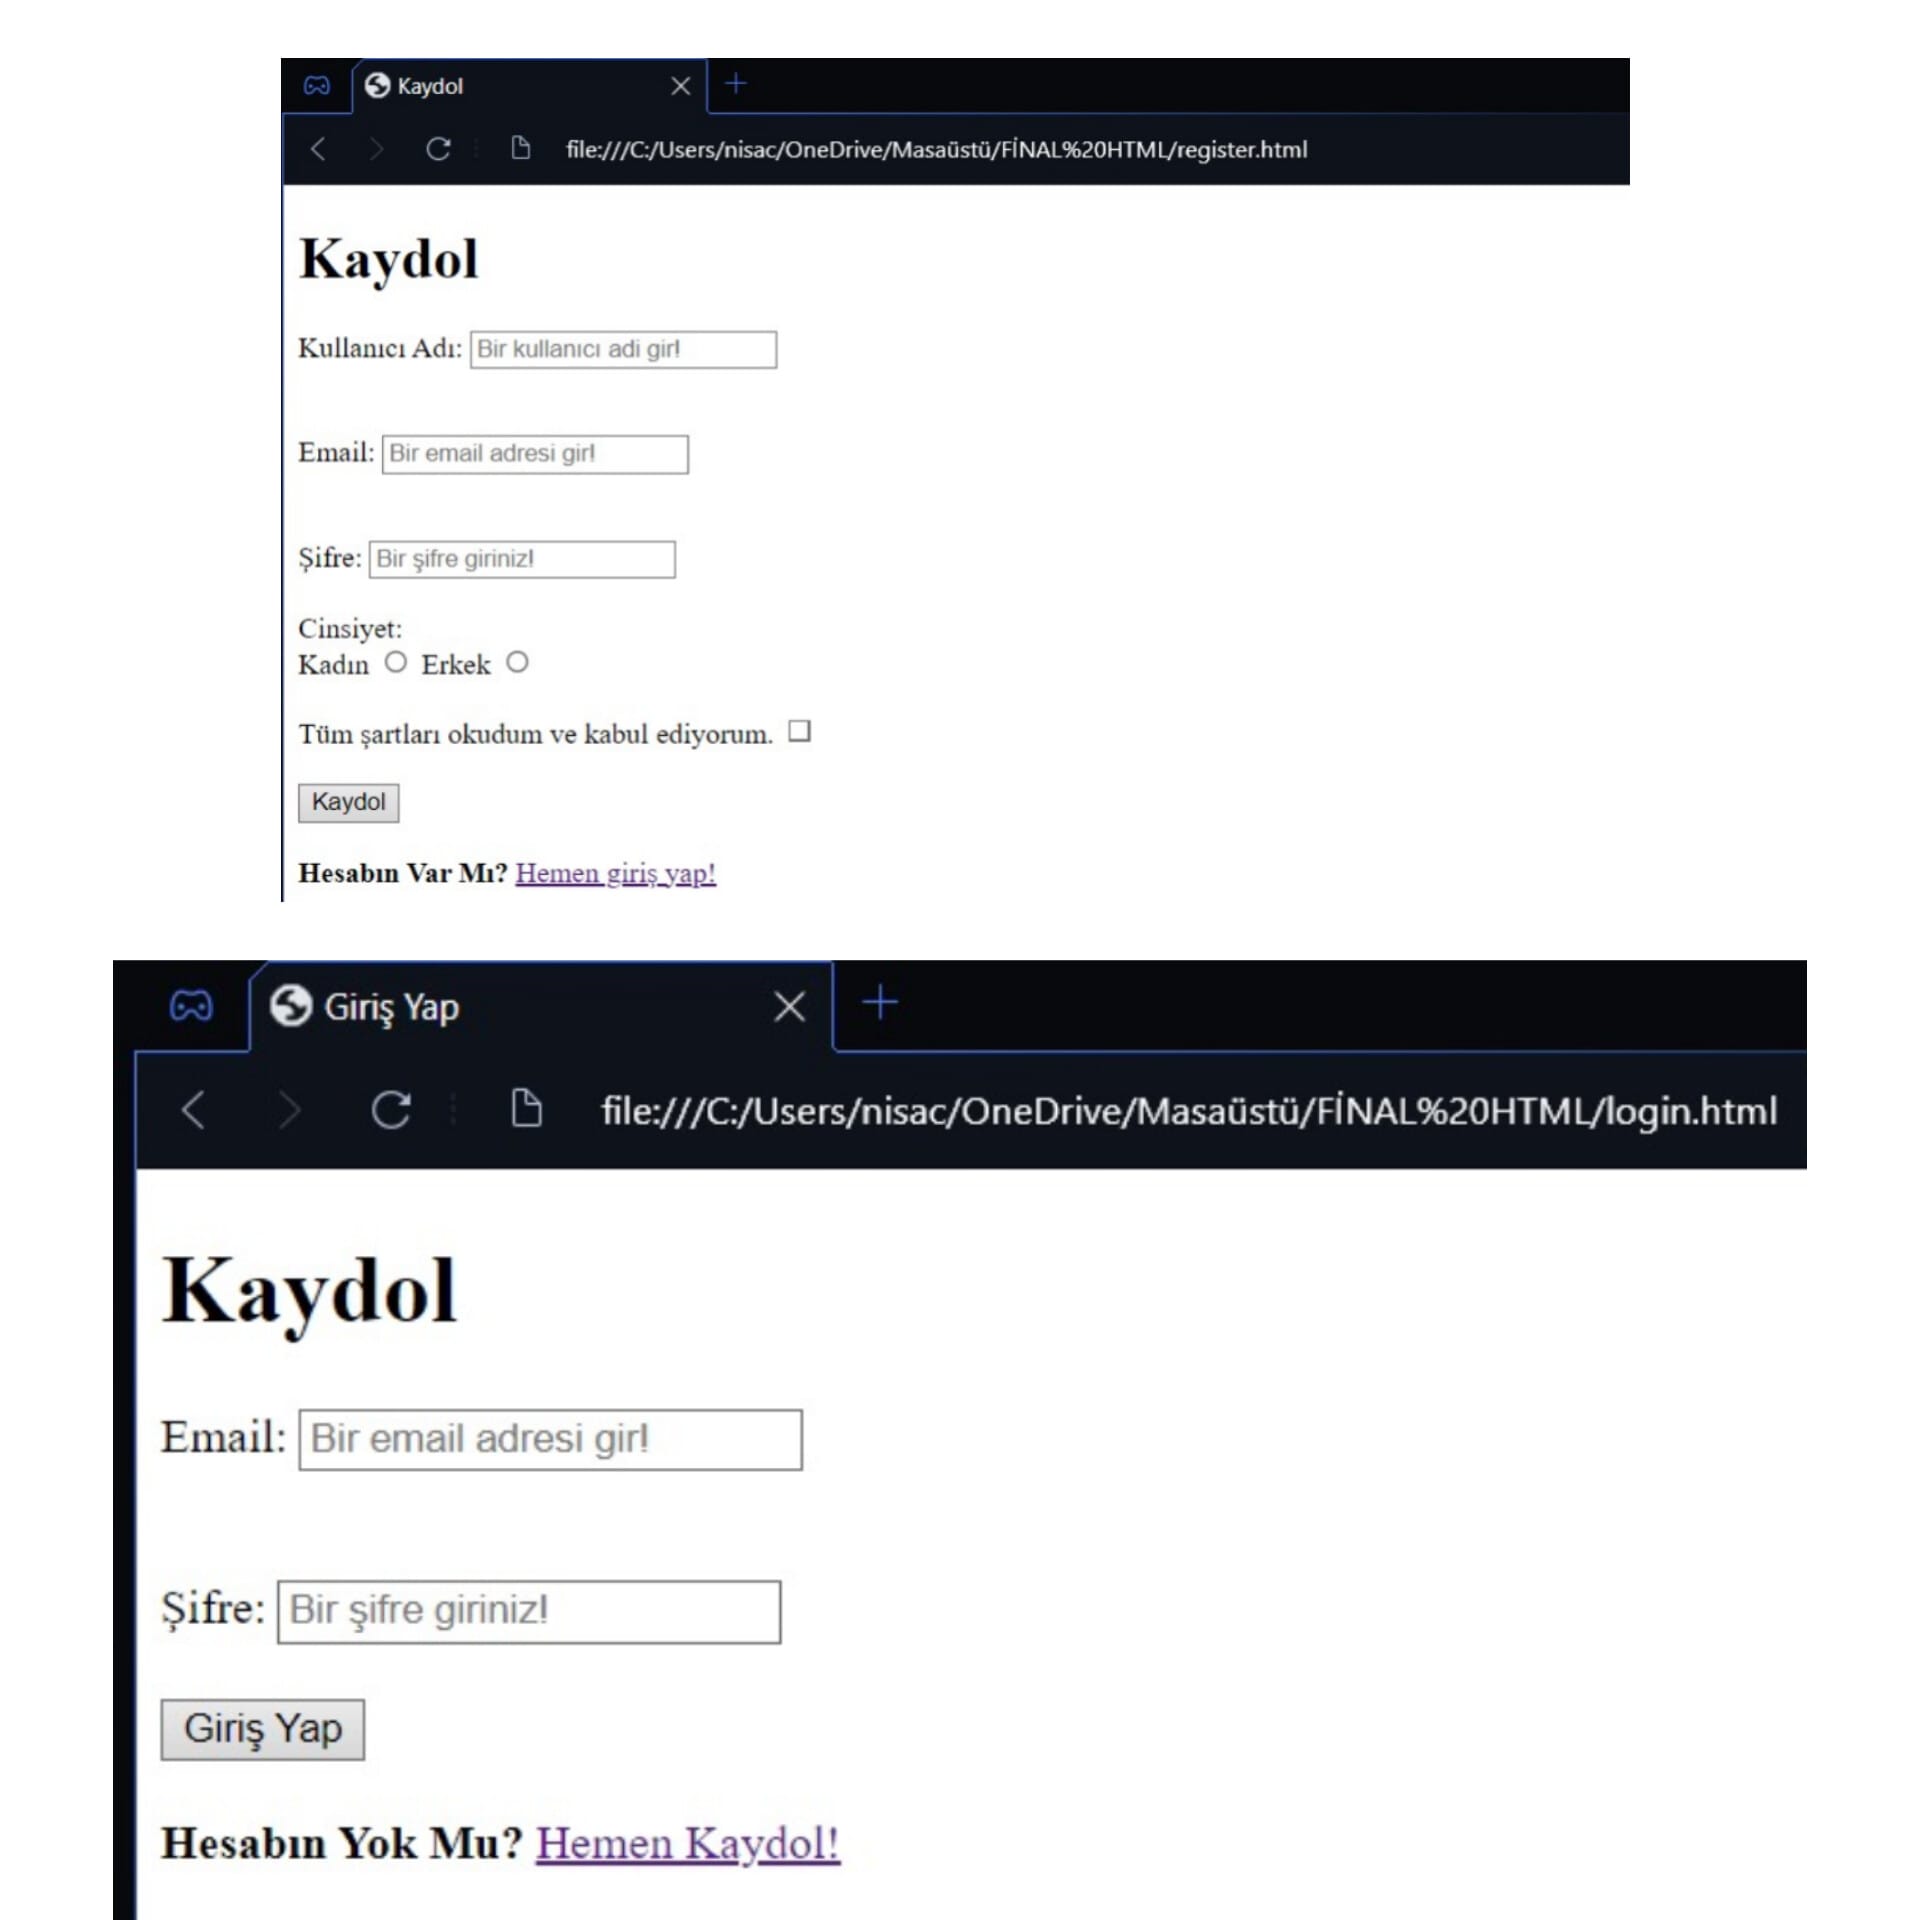 Kaydol
file:///C:/Users/nisac/OneDrive/Masaüstü/FİNAL%20HTML/register.html
Kaydol
Kullanıcı Adı: Bir kullanıcı adi gir!
Email: Bir email adresi gir!
Şifre: Bir şifre giriniz!
Cinsiyet:
Kadın Erkek
Tüm şartları okudum ve kabul ediyorum.
Kaydol
Hesabın Var Mı? Hemen giriş yap!
Giriş Yap
file:///C:/Users/nisac/OneDrive/Masaüstü/FİNAL%20HTML/login.html
Kaydol
Email: Bir email adresi gir!
Şifre: Bir şifre giriniz!
Giriş Yap
Hesabın Yok Mu? Hemen Kaydol!